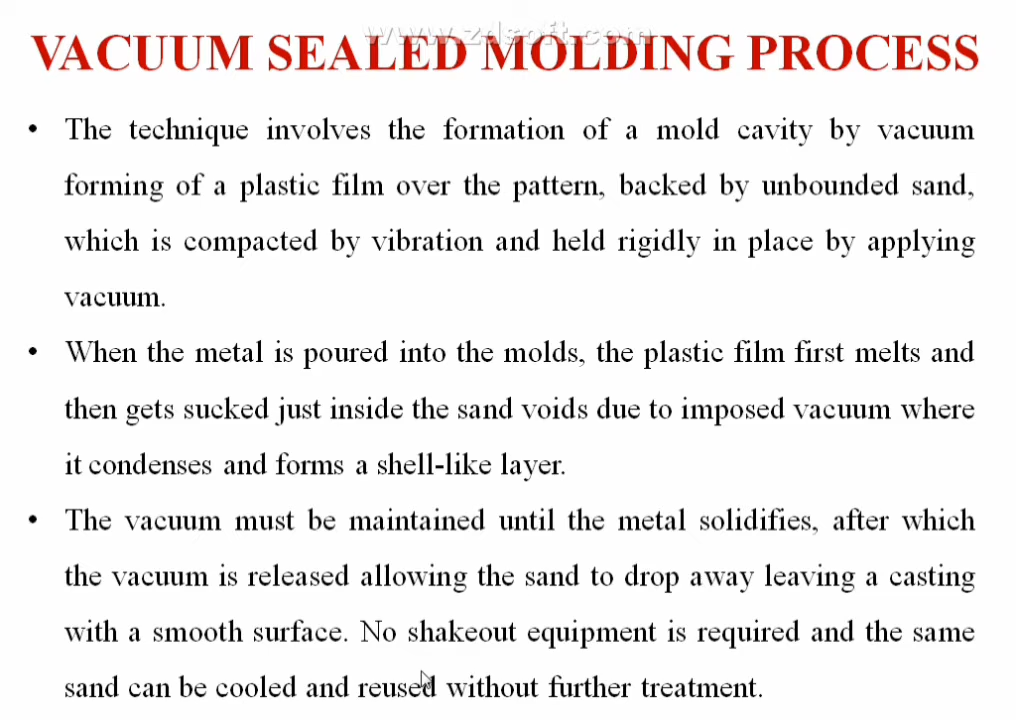 www.zdsoft.com
VACUUM SEALED MOLDING PROCESS
• The technique involves the formation of a mold cavity by vacuum
forming of a plastic film over the pattern, backed by unbounded sand,
which is compacted by vibration and held rigidly in place by applying
vacuum.
• When the metal is poured into the molds, the plastic film first melts and
then gets sucked just inside the sand voids due to imposed vacuum where
it condenses and forms a shell-like layer.
• The vacuum must be maintained until the metal solidifies, after which
the vacuum is released allowing the sand to drop away leaving a casting
with a smooth surface. No shakeout equipment is required and the same
sand can be cooled and reused without further treatment.